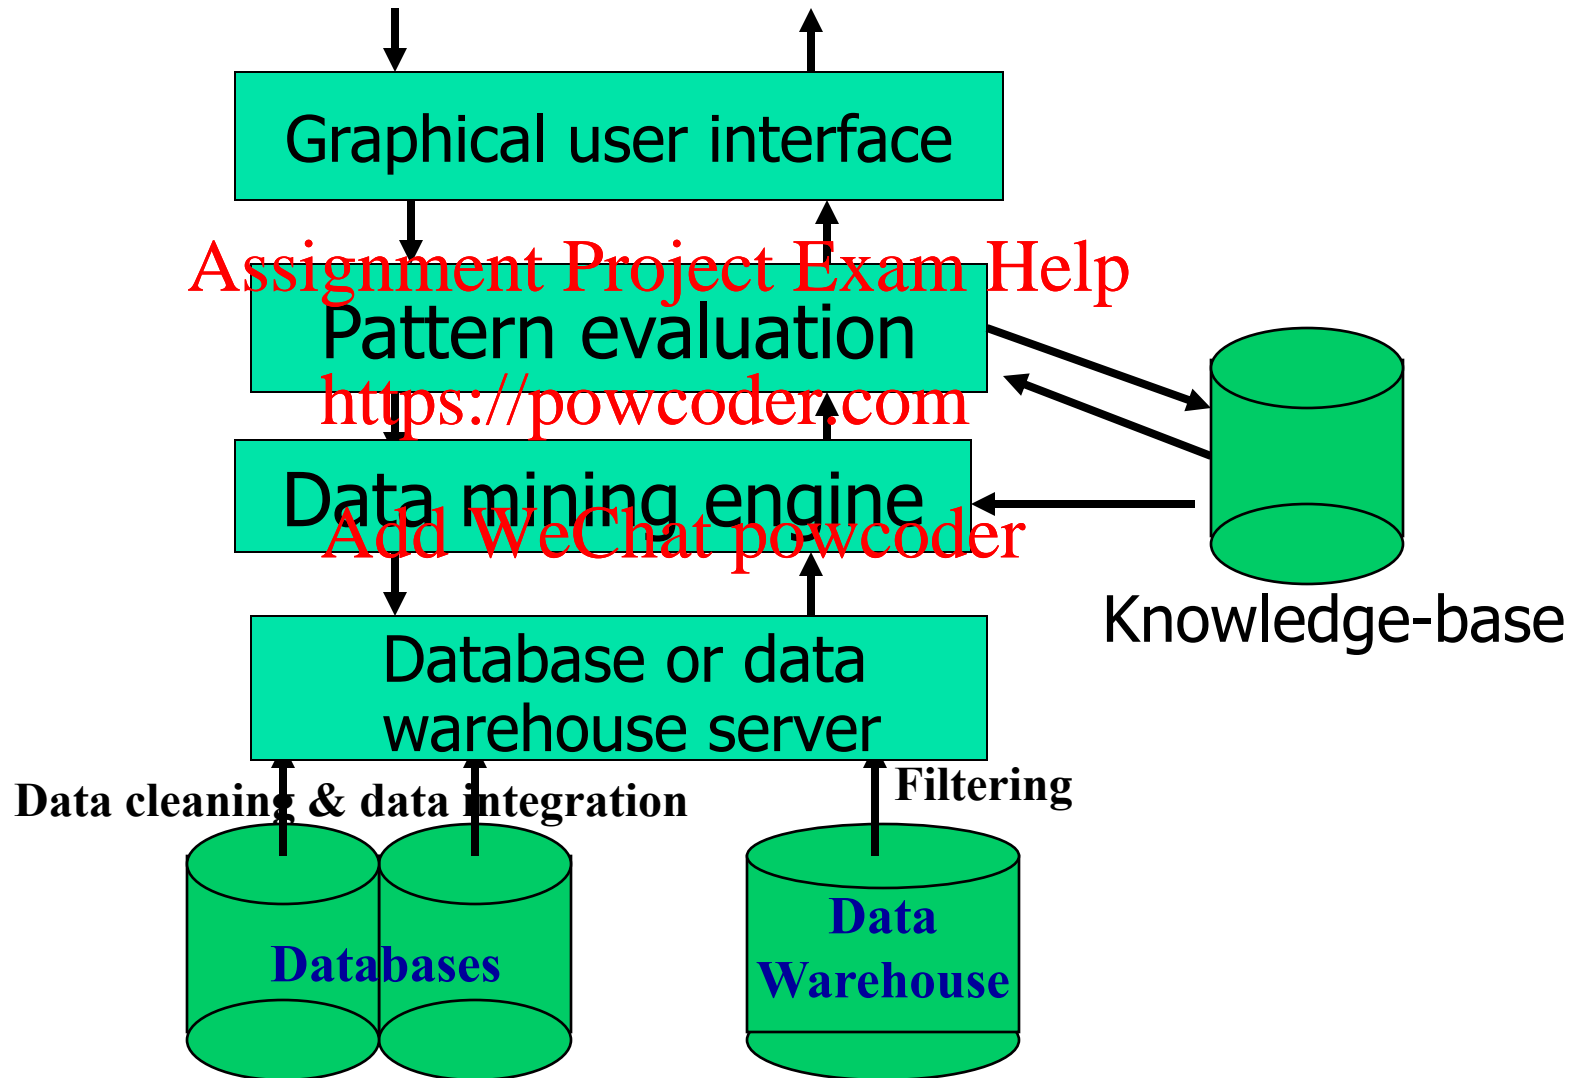 Graphical user interface
Assignment Project Exam Help
Pattern evaluation
https://powcoder.com
Data mining engine
Add WeChat powcoder
Knowledge-base
Database or data
warehouse server
Filtering
Data cleaning & data integration
Databases
Data
Warehouse